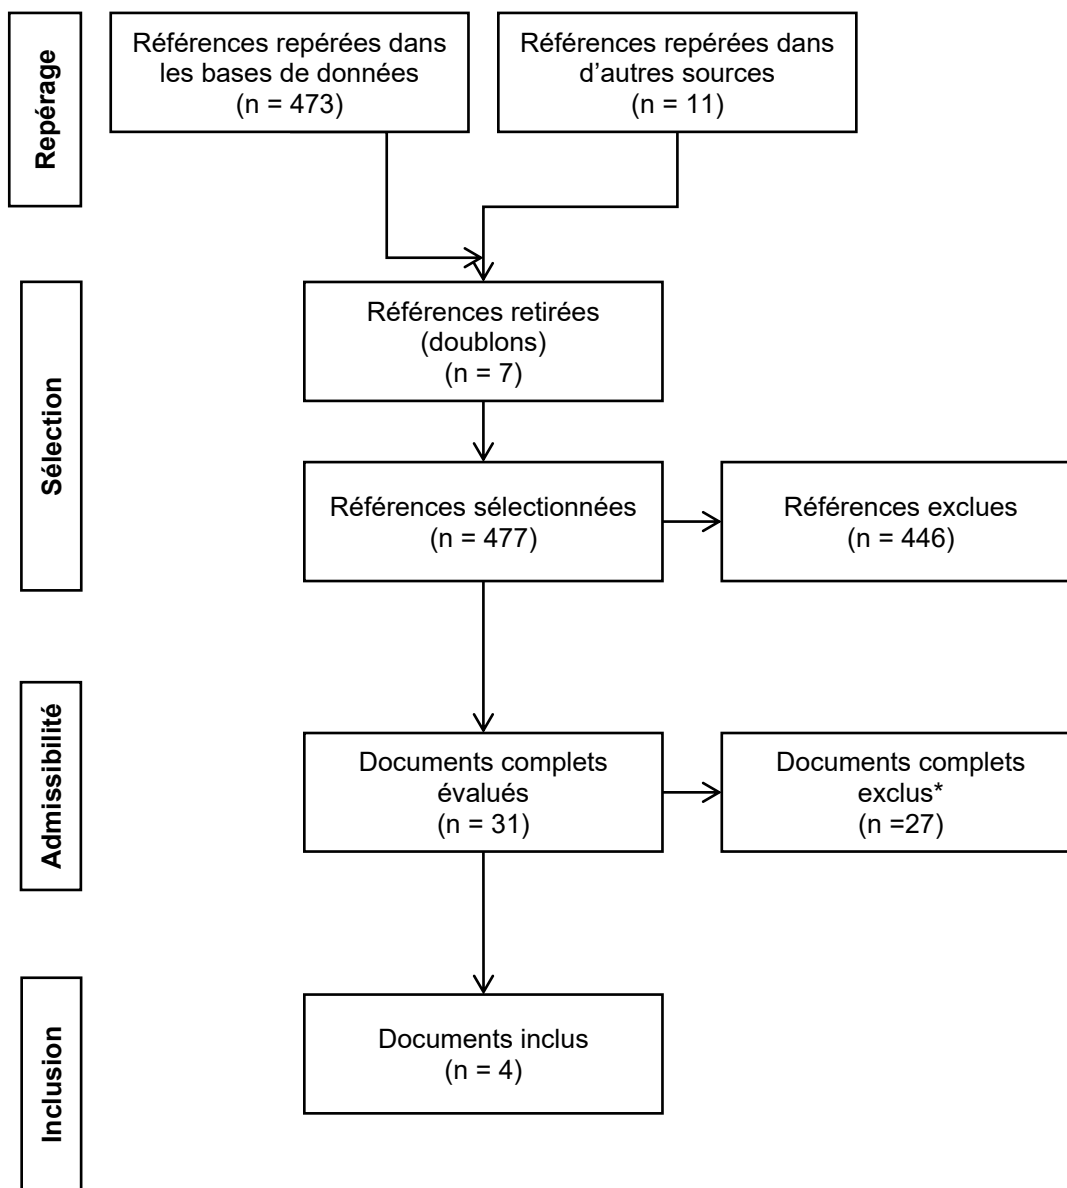 Repérage
Références repérées dans
les bases de données
(n = 473)
Références repérées dans
d’autres sources
(n = 11)
Sélection
Références retirées
(doublons)
(n = 7)
Références sélectionnées
(n = 477)
Références exclues
(n = 446)
Admissibilité
Documents complets
évalués
(n = 31)
Documents complets
exclus*
(n =27)
Inclusion
Documents inclus
(n = 4)